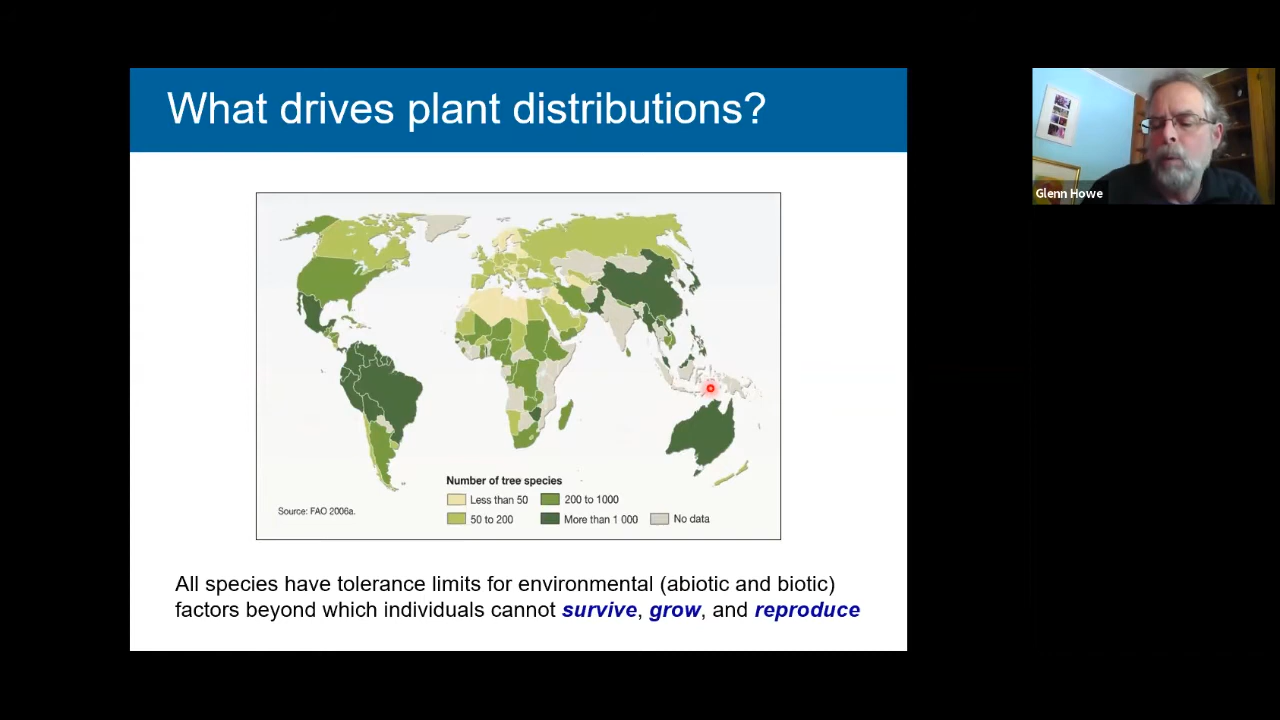 What drives plant distributions?
Glenn Howe
Number of tree species
Less than 50
200 to 1000
50 to 200
More than 1 000
No data
Source: FAO 2006a.
All species have tolerance limits for environmental (abiotic and biotic)
factors beyond which individuals cannot survive, grow, and reproduce